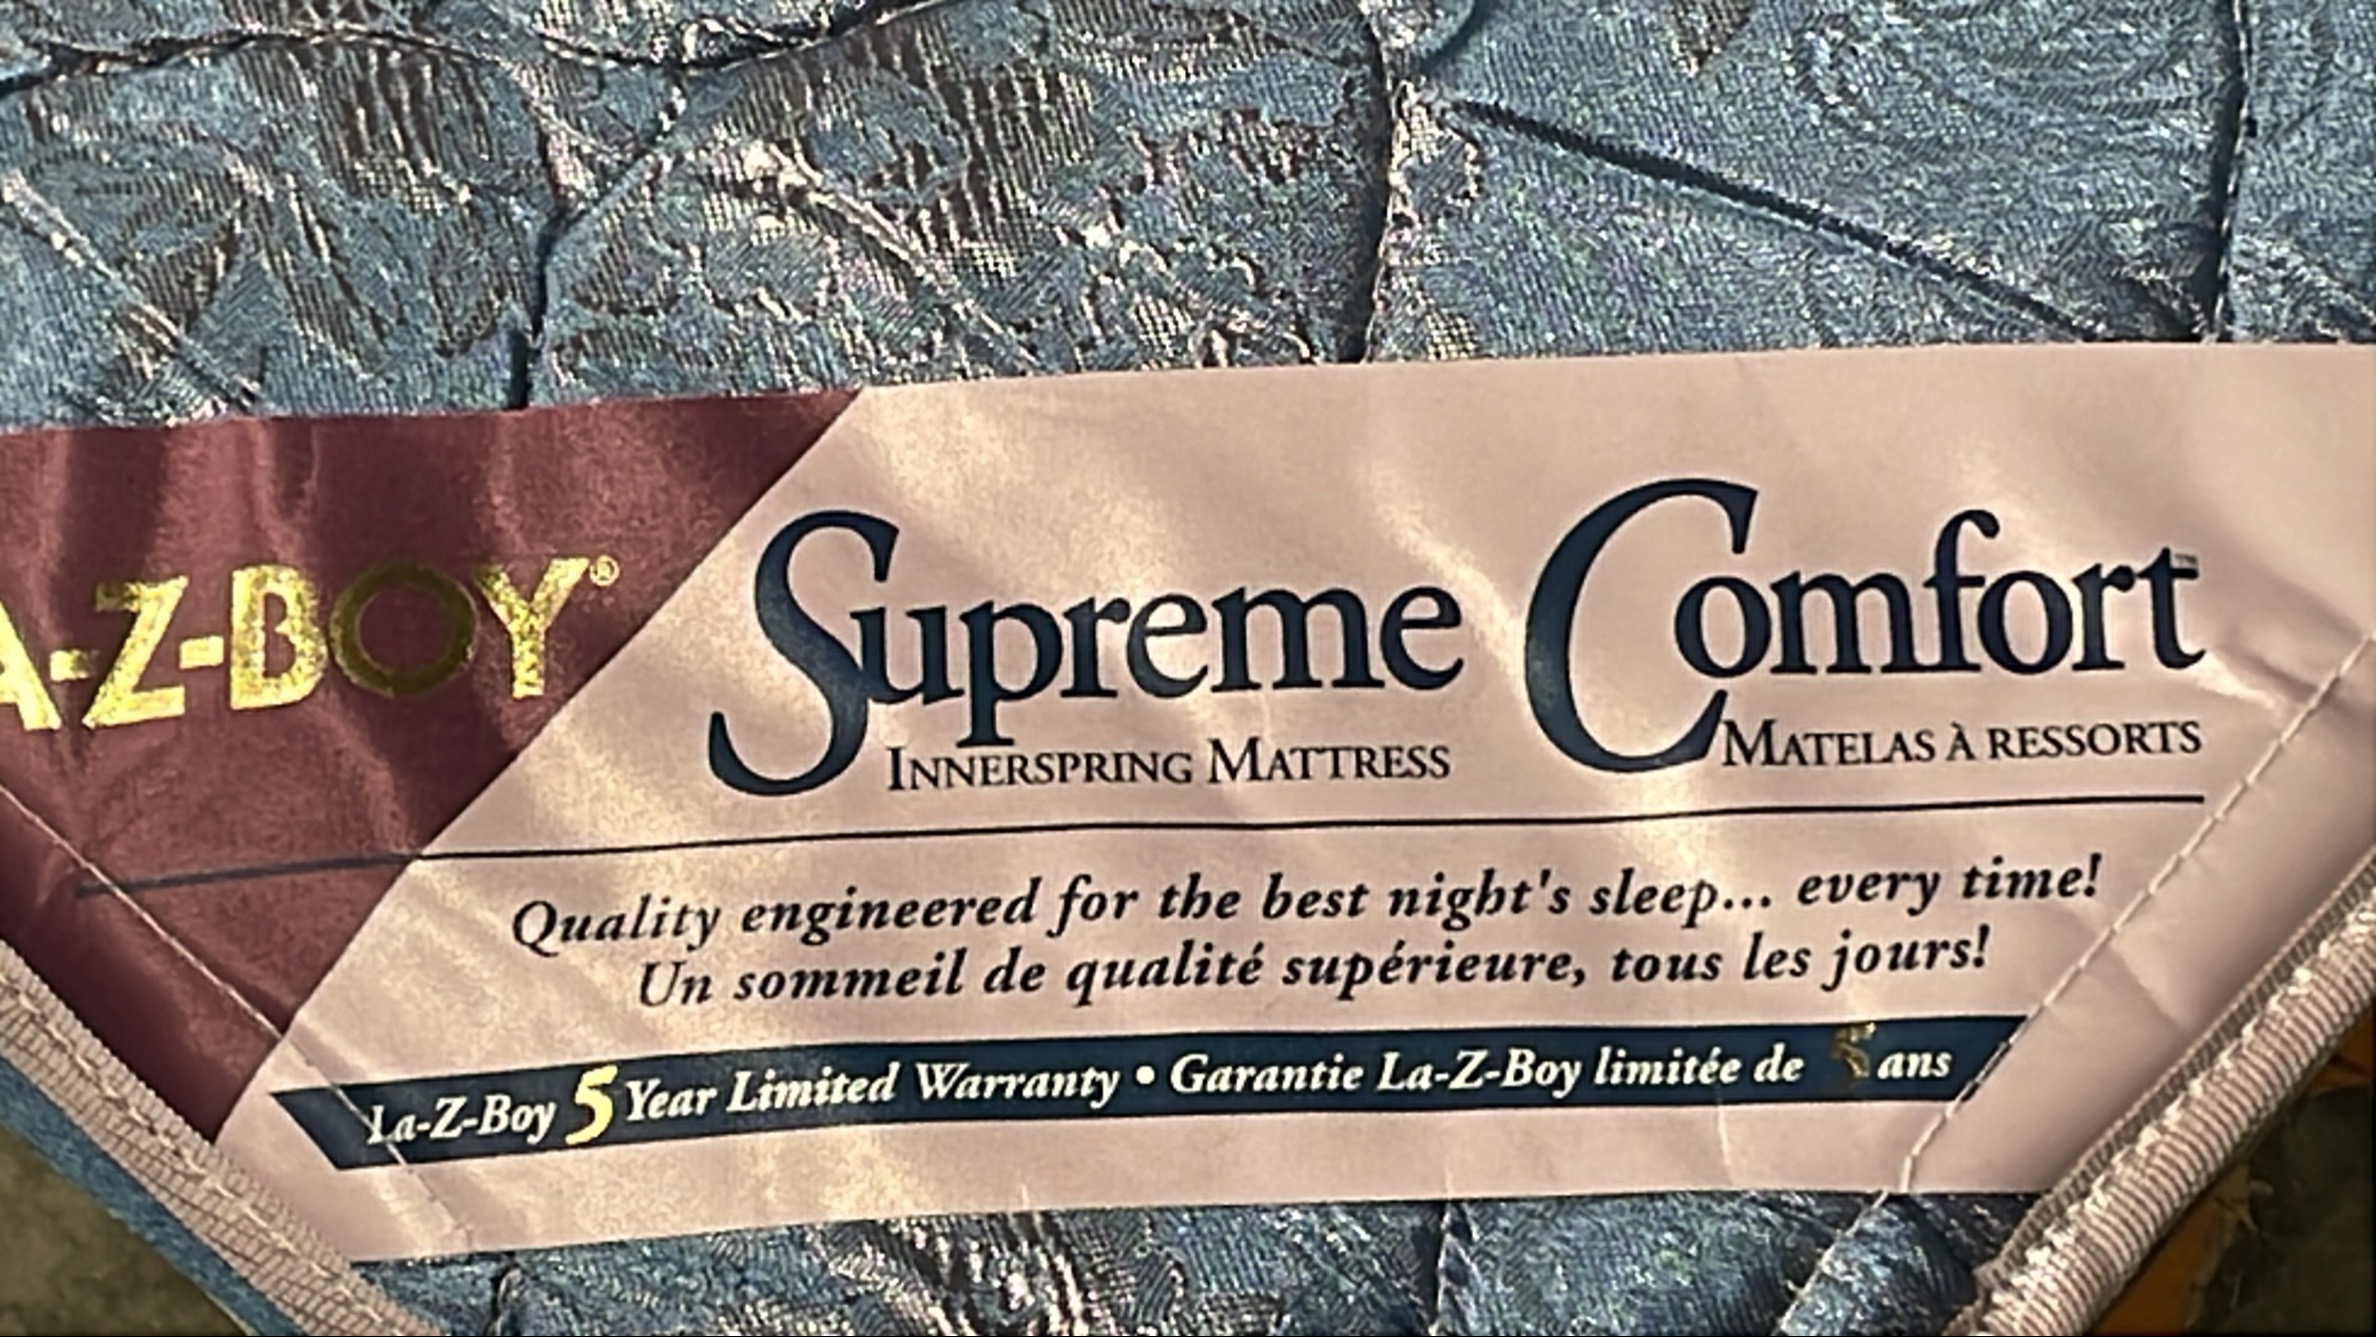 A-Z-BOY®
Supreme Comfort™
INNERSPRING MATTRESS MATELAS À RESSORTS
Quality engineered for the best night's sleep... every time!
Un sommeil de qualité supérieure, tous les jours!
La-Z-Boy 5 Year Limited Warranty • Garantie La-Z-Boy limitée de 5 ans